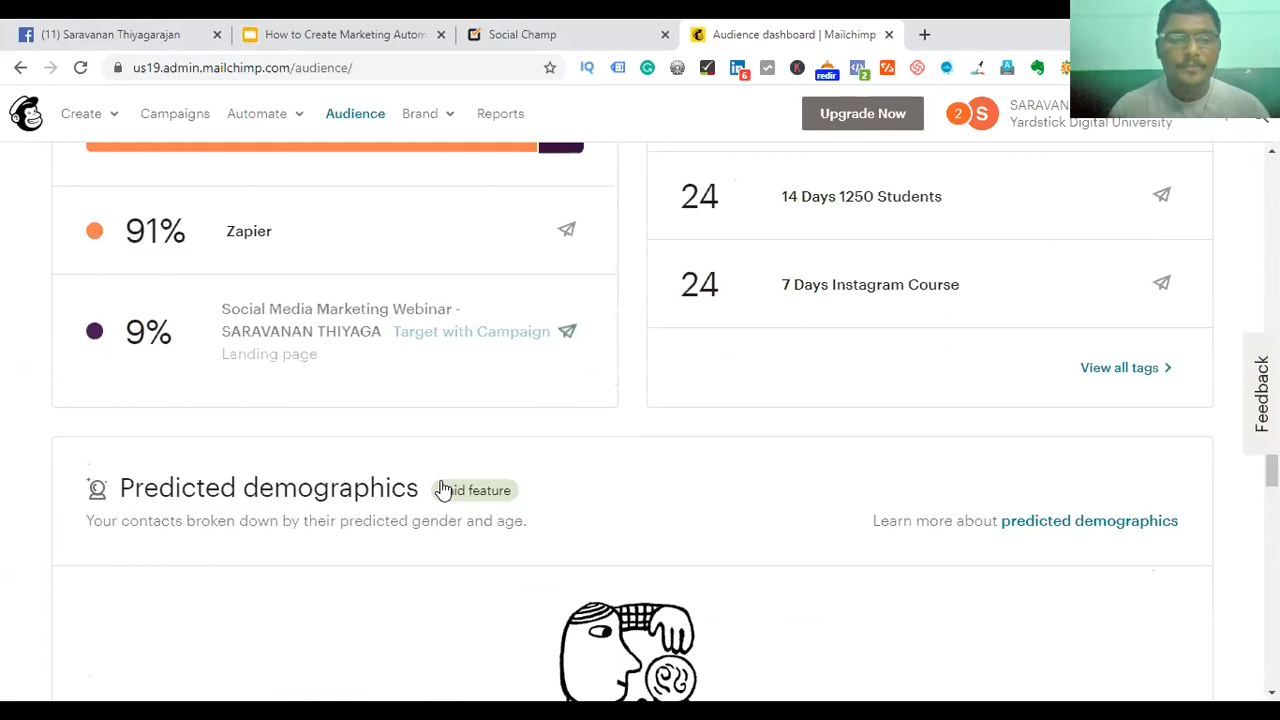 (11) Saravanan Thiyagarajan
How to Create Marketing Autom
Social Champ
Audience dashboard | Mailchimp
us19.admin.mailchimp.com/audience/
6
redir
2
Create
Campaigns
Automate
Audience
Brand
Reports
Upgrade Now
2 S
SARAVANA
Yardstick Digital University
91%
Zapier
9%
Social Media Marketing Webinar -
SARAVANAN THIYAGA Target with Campaign
Landing page
24
14 Days 1250 Students
24
7 Days Instagram Course
View all tags
Feedback
Predicted demographics
feature
Your contacts broken down by their predicted gender and age.
Learn more about predicted demographics